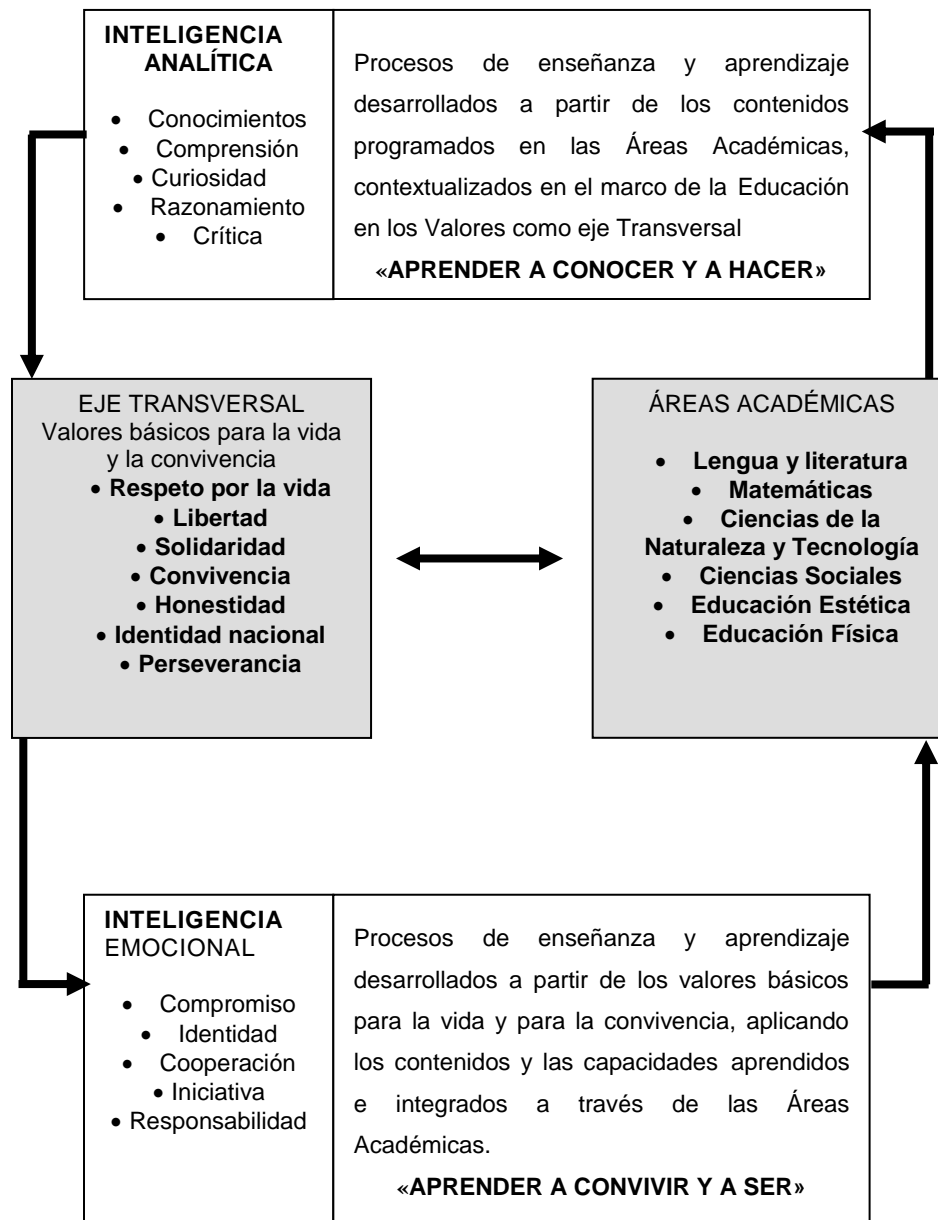 INTELIGENCIA
ANALÍTICA
• Conocimientos
• Comprensión
• Curiosidad
• Razonamiento
• Crítica
Procesos de enseñanza y aprendizaje
desarrollados a partir de los contenidos
programados en las Áreas Académicas,
contextualizados en el marco de la Educación
en los Valores como eje Transversal
«APRENDER A CONOCER Y A HACER»
EJE TRANSVERSAL
Valores básicos para la vida
y la convivencia
• Respeto por la vida
• Libertad
• Solidaridad
• Convivencia
• Honestidad
• Identidad nacional
• Perseverancia
ÁREAS ACADÉMICAS
• Lengua y literatura
• Matemáticas
• Ciencias de la
Naturaleza y Tecnología
• Ciencias Sociales
• Educación Estética
• Educación Física
INTELIGENCIA
EMOCIONAL
• Compromiso
• Identidad
• Cooperación
• Iniciativa
• Responsabilidad
Procesos de enseñanza y aprendizaje
desarrollados a partir de los valores básicos
para la vida y para la convivencia, aplicando
los contenidos y las capacidades aprendidos
e integrados a través de las Áreas
Académicas.
«APRENDER A CONVIVIR Y A SER»